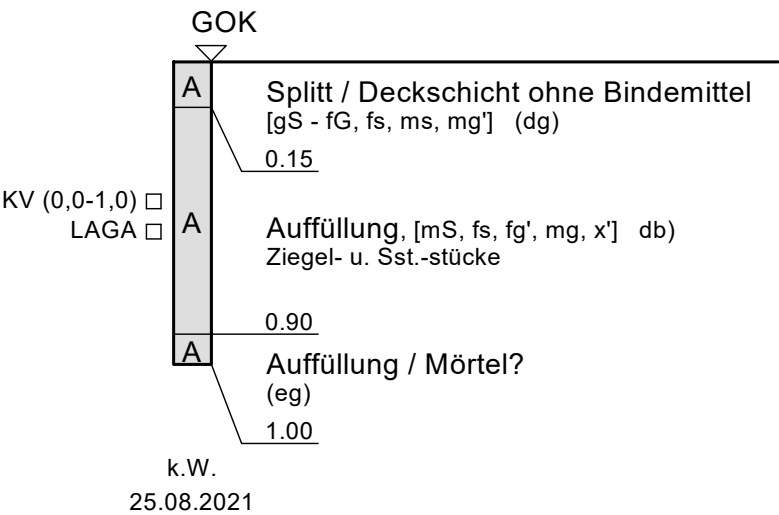 GOK
A
Splitt / Deckschicht ohne Bindemittel
[gS - fG, fs, ms, mg'] (dg)
0.15
KV (0,0-1,0)
LAGA
A
Auffüllung, [mS, fs, fg', mg, x'] db)
Ziegel- u. Sst.-stücke
0.90
A
Auffüllung / Mörtel?
(eg)
1.00
k.W.
25.08.2021